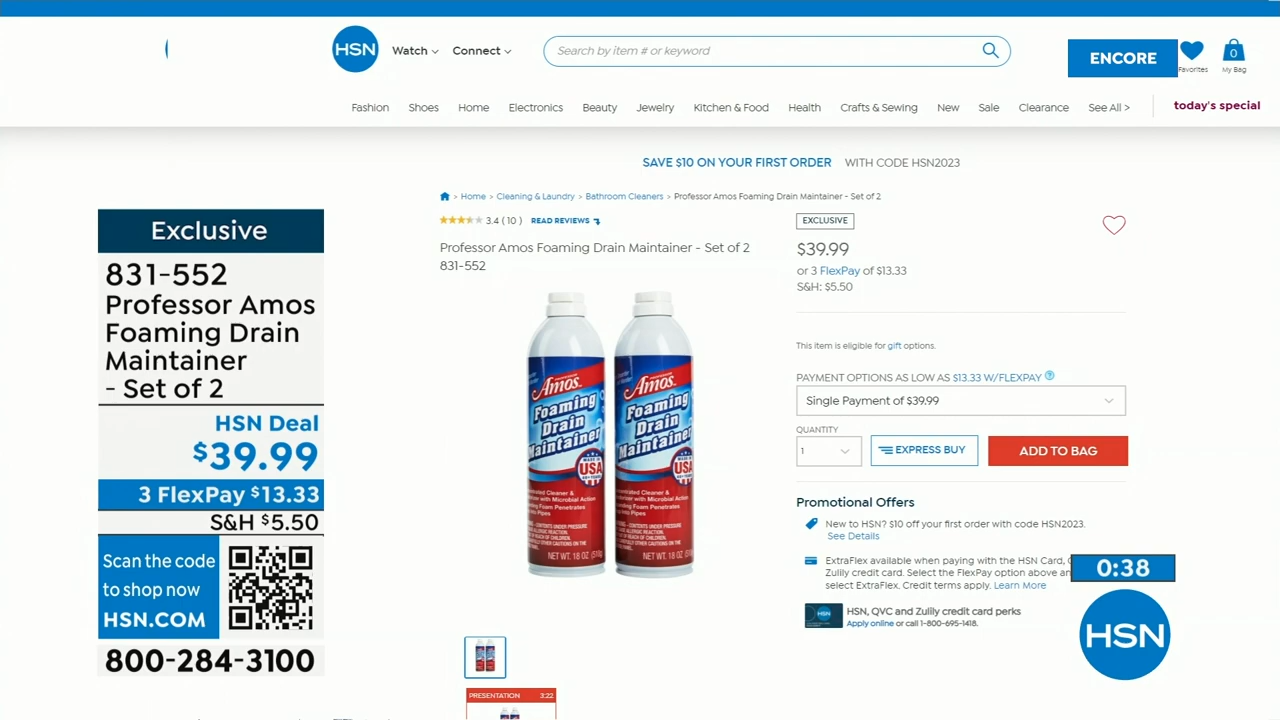 HSN
Watch
Connect
Search by item # or keyword
ENCORE
Favorites
0
My Bag
Fashion
Shoes
Home
Electronics
Beauty
Jewelry
Kitchen & Food
Health
Crafts & Sewing
New
Sale
Clearance
See All >
today's special
SAVE $10 ON YOUR FIRST ORDER WITH CODE HSN2023
> Home > Cleaning & Laundry > Bathroom Cleaners > Professor Amos Foaming Drain Maintainer - Set of 2
3.4 ( 10 ) READ REVIEWS
Professor Amos Foaming Drain Maintainer - Set of 2
831-552
Exclusive
831-552
Professor Amos
Foaming Drain
Maintainer
- Set of 2
HSN Deal
$39.99
3 FlexPay $13.33
S&H $5.50
Scan the code
to shop now
HSN.COM
800-284-3100
Amos
Foaming
Drain
Maintainer
MADE IN
USA
NET WT. 18 OZ
Amos
Foaming
Drain
Maintainer
USA
NET WT. 18 OZ
PRESENTATION 3:22
EXCLUSIVE
$39.99
or 3 FlexPay of $13.33
S&H: $5.50
This item is eligible for gift options.
PAYMENT OPTIONS AS LOW AS $13.33 W/FLEXPAY
Single Payment of $39.99
QUANTITY
1
EXPRESS BUY
ADD TO BAG
Promotional Offers
New to HSN? $10 off your first order with code HSN2023.
See Details
ExtraFlex available when paying with the HSN Card,
Zulily credit card. Select the FlexPay option above
select ExtraFlex. Credit terms apply. Learn More
HSN, QVC and Zulily credit card perks
Apply online or call 1-800-695-1418.
0:38
HSN